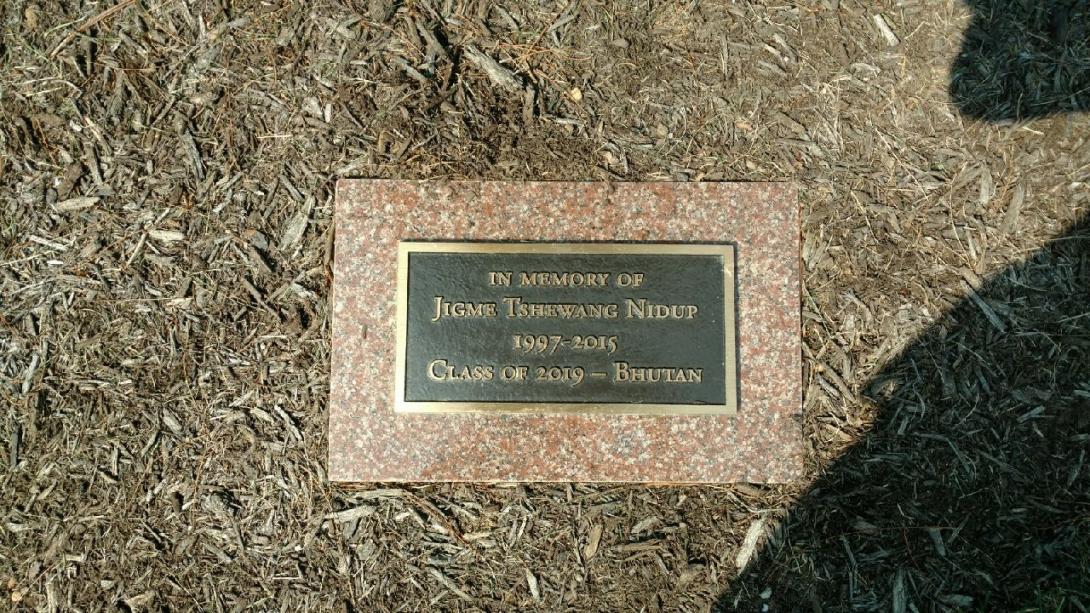 IN MEMORY OF
JIGME TSHEWANG NIDUP
1997-2015
CLASS OF 2019 – BHUTAN